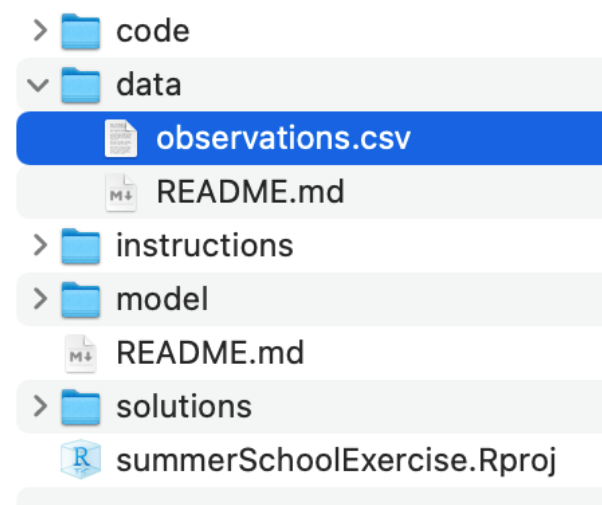 code
data
observations.csv
M↓ README.md
instructions
model
M↓ README.md
solutions
R summerSchoolExercise.Rproj